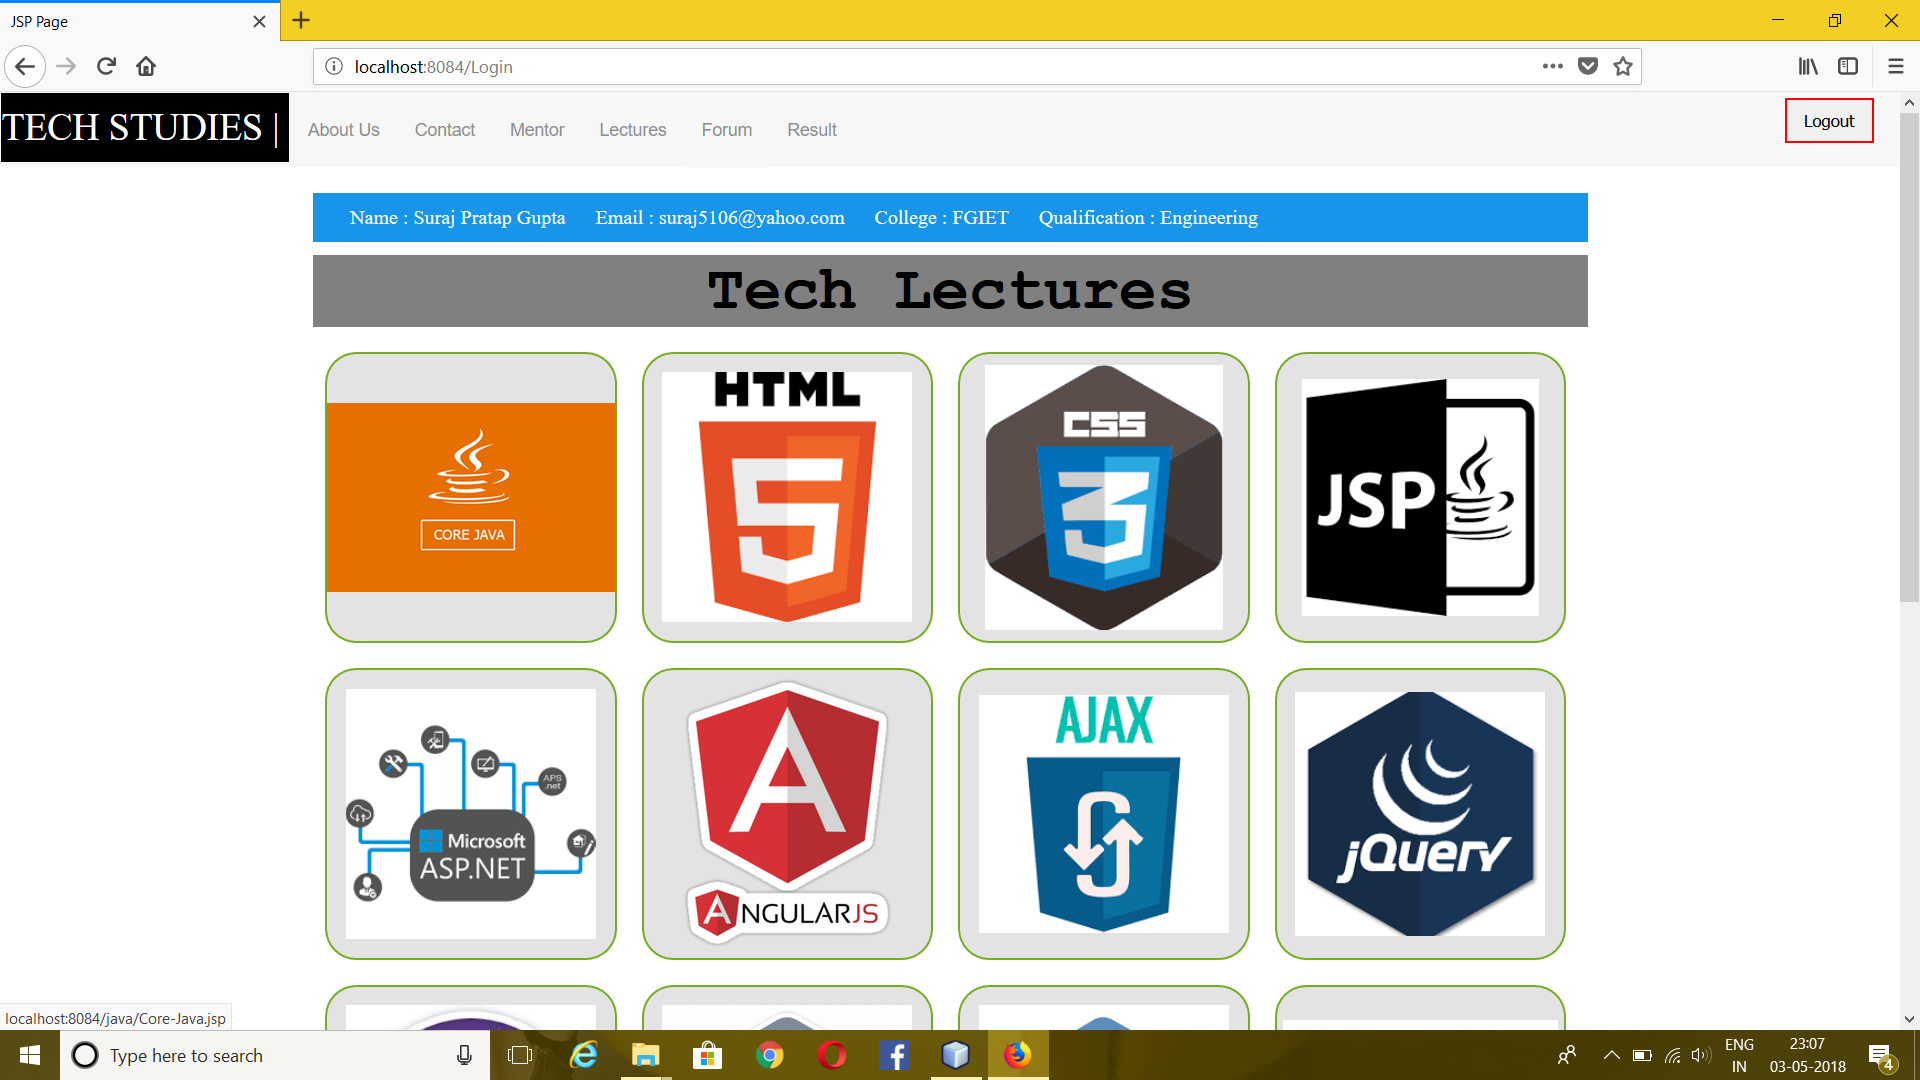 JSP Page
localhost:8084/Login
TECH STUDIES |
About Us
Contact
Mentor
Lectures
Forum
Result
Logout
Name : Suraj Pratap Gupta
Email : suraj5106@yahoo.com
College : FGIET
Qualification : Engineering
Tech Lectures
CORE JAVA
HTML
5
CSS
3
JSP
APS
.net
Microsoft
ASP.NET
A
ANGULARJS
AJAX
jQuery
localhost:8084/java/Core-Java.jsp
Type here to search
ENG
IN
23:07
03-05-2018
4